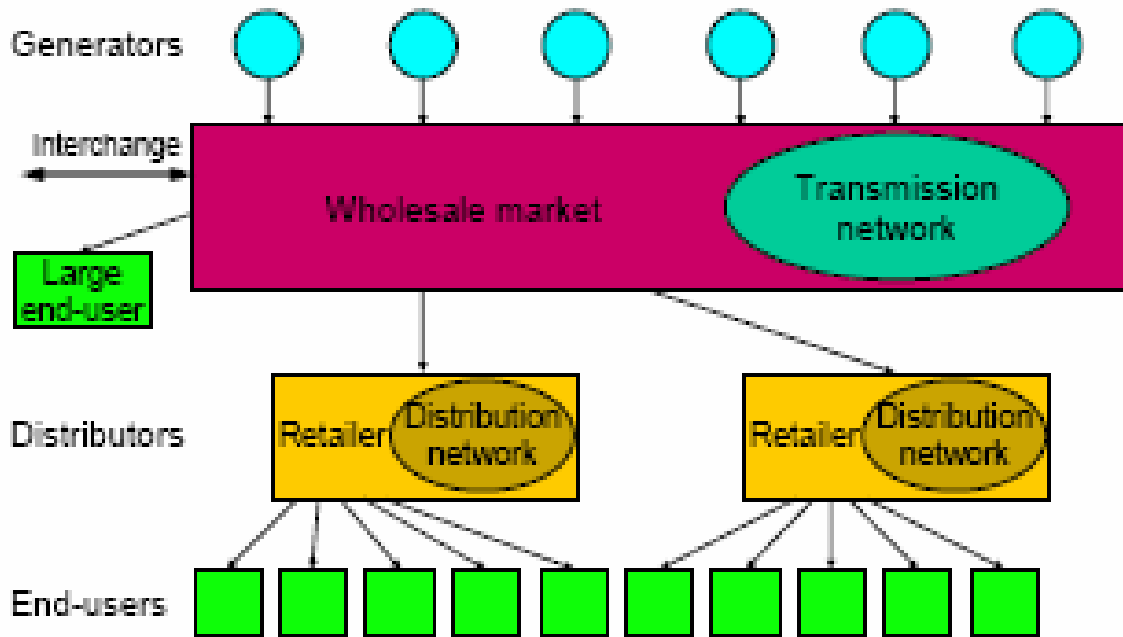 Generators
Interchange
Wholesale market
Transmission
network
Large
end-user
Distributors
Retailer
Distribution
network
Retailer
Distribution
network
End-users